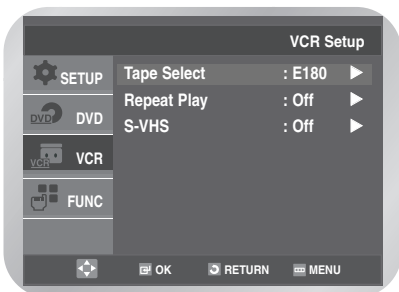 VCR Setup
SETUP
Tape Select : E180
Repeat Play : Off
DVD DVD
S-VHS : Off
VCR VCR
FUNC
OK RETURN MENU